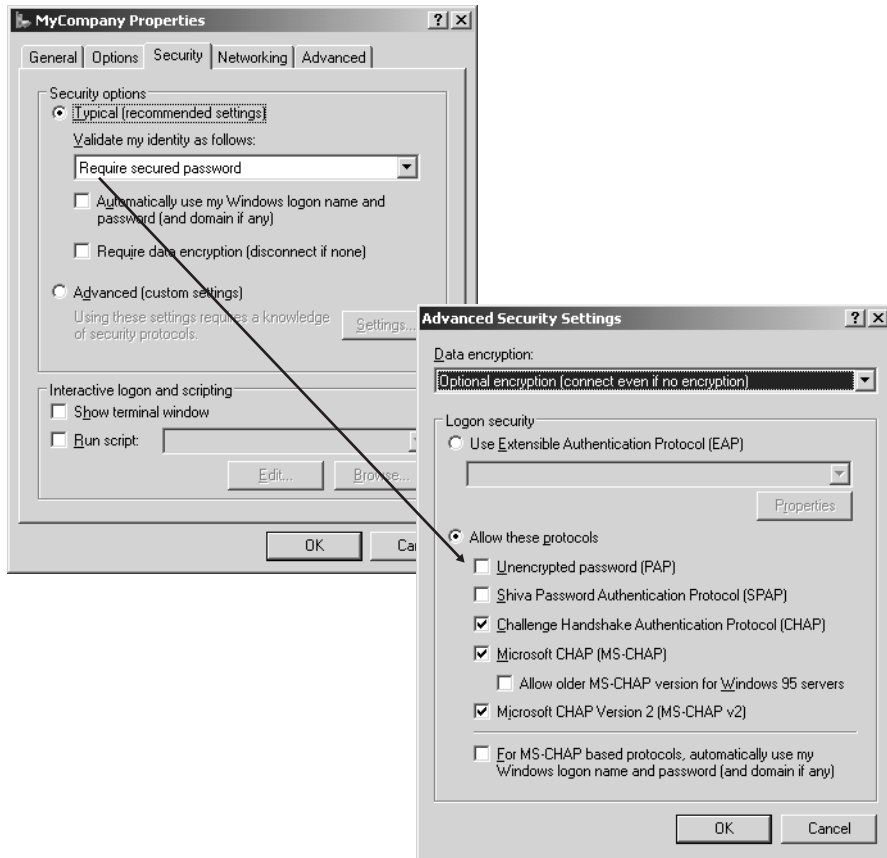 MyCompany Properties
General Options Security Networking Advanced
Security options
Typical (recommended settings)
Validate my identity as follows:
Require secured password
Automatically use my Windows logon name and
password (and domain if any)
Require data encryption (disconnect if none)
Advanced (custom settings)
Using these settings requires a knowledge
of security protocols.
Settings...
Interactive logon and scripting
Show terminal window
Run script:
Edit... Browse...
OK Ca
Advanced Security Settings
Data encryption:
Optional encryption (connect even if no encryption)
Logon security
Use Extensible Authentication Protocol (EAP)
Properties
Allow these protocols
Unencrypted password (PAP)
Shiva Password Authentication Protocol (SPAP)
Challenge Handshake Authentication Protocol (CHAP)
Microsoft CHAP (MS-CHAP)
Allow older MS-CHAP version for Windows 95 servers
Microsoft CHAP Version 2 (MS-CHAP v2)
For MS-CHAP based protocols, automatically use my
Windows logon name and password (and domain if any)
OK Cancel